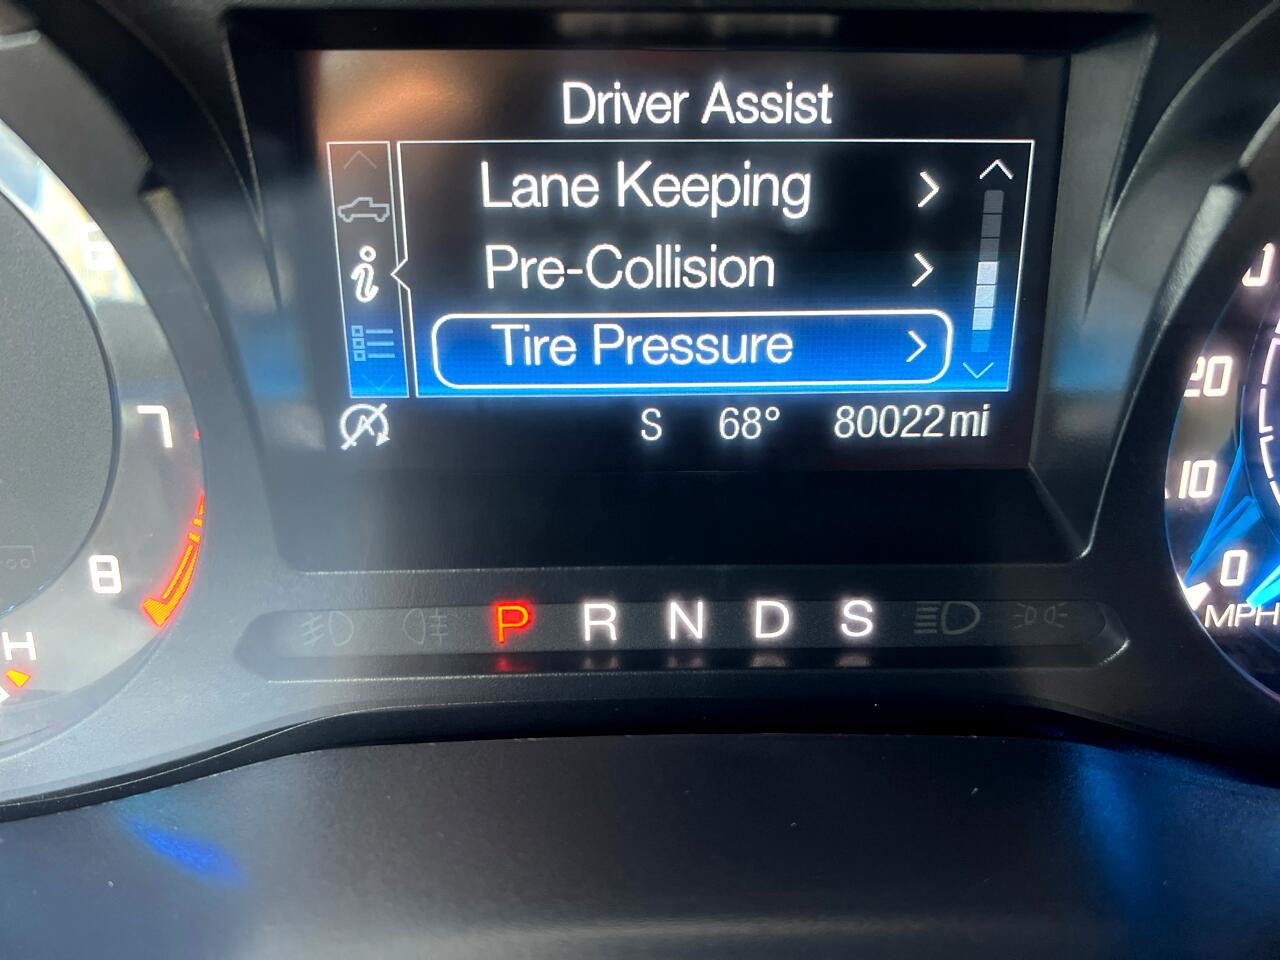 Driver Assist
Lane Keeping
Pre-Collision
Tire Pressure
S 68° 80022 mi
P R N D S
7
8
H
20
10
0
MPH